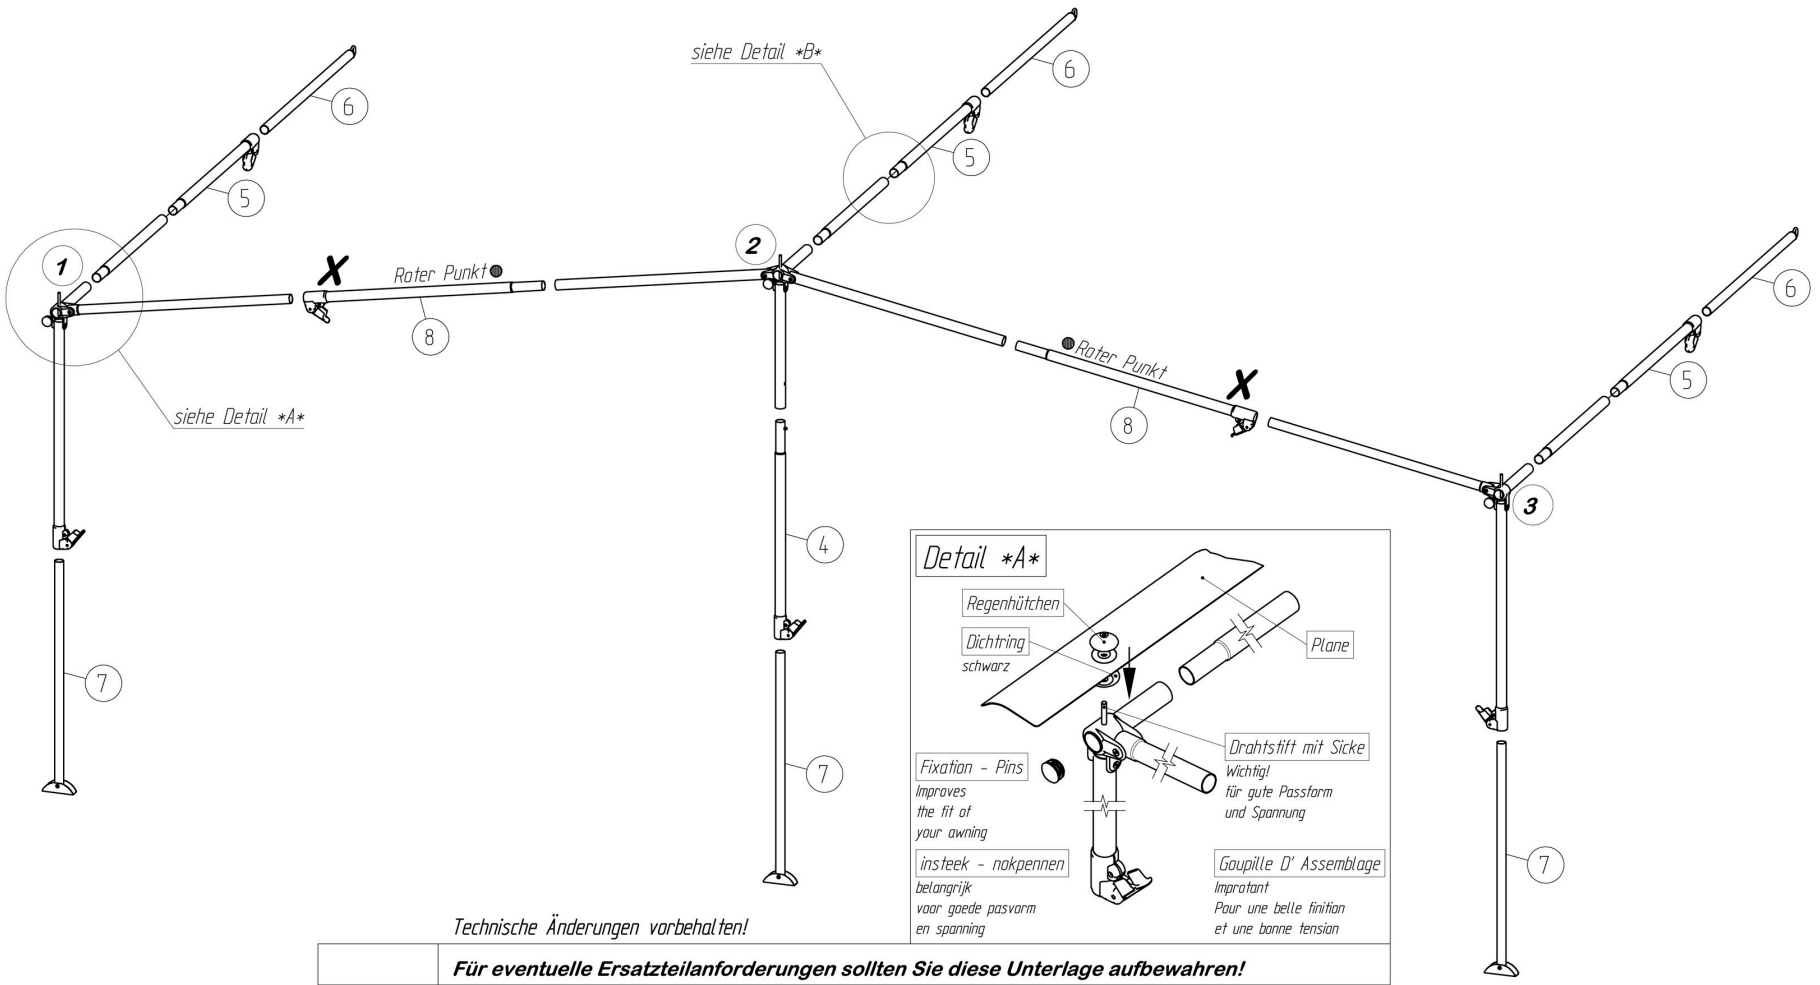 siehe Detail *B*
6
6
5
5
1
2
X
Roter Punkt
8
6
Roter Punkt
X
8
5
siehe Detail *A*
3
4
7
7
7
Detail *A*
Regenhütchen
Dichtring
schwarz
Plane
Drahtstift mit Sicke
Wichtig!
für gute Passform
und Spannung
Fixation - Pins
Improves
the fit of
your awning
insteek - nokpennen
belangrijk
voor goede pasvorm
en spanning
Goupille D' Assemblage
Improtant
Pour une belle finition
et une bonne tension
Technische Änderungen vorbehalten!
Für eventuelle Ersatzteilanforderungen sollten Sie diese Unterlage aufbewahren!